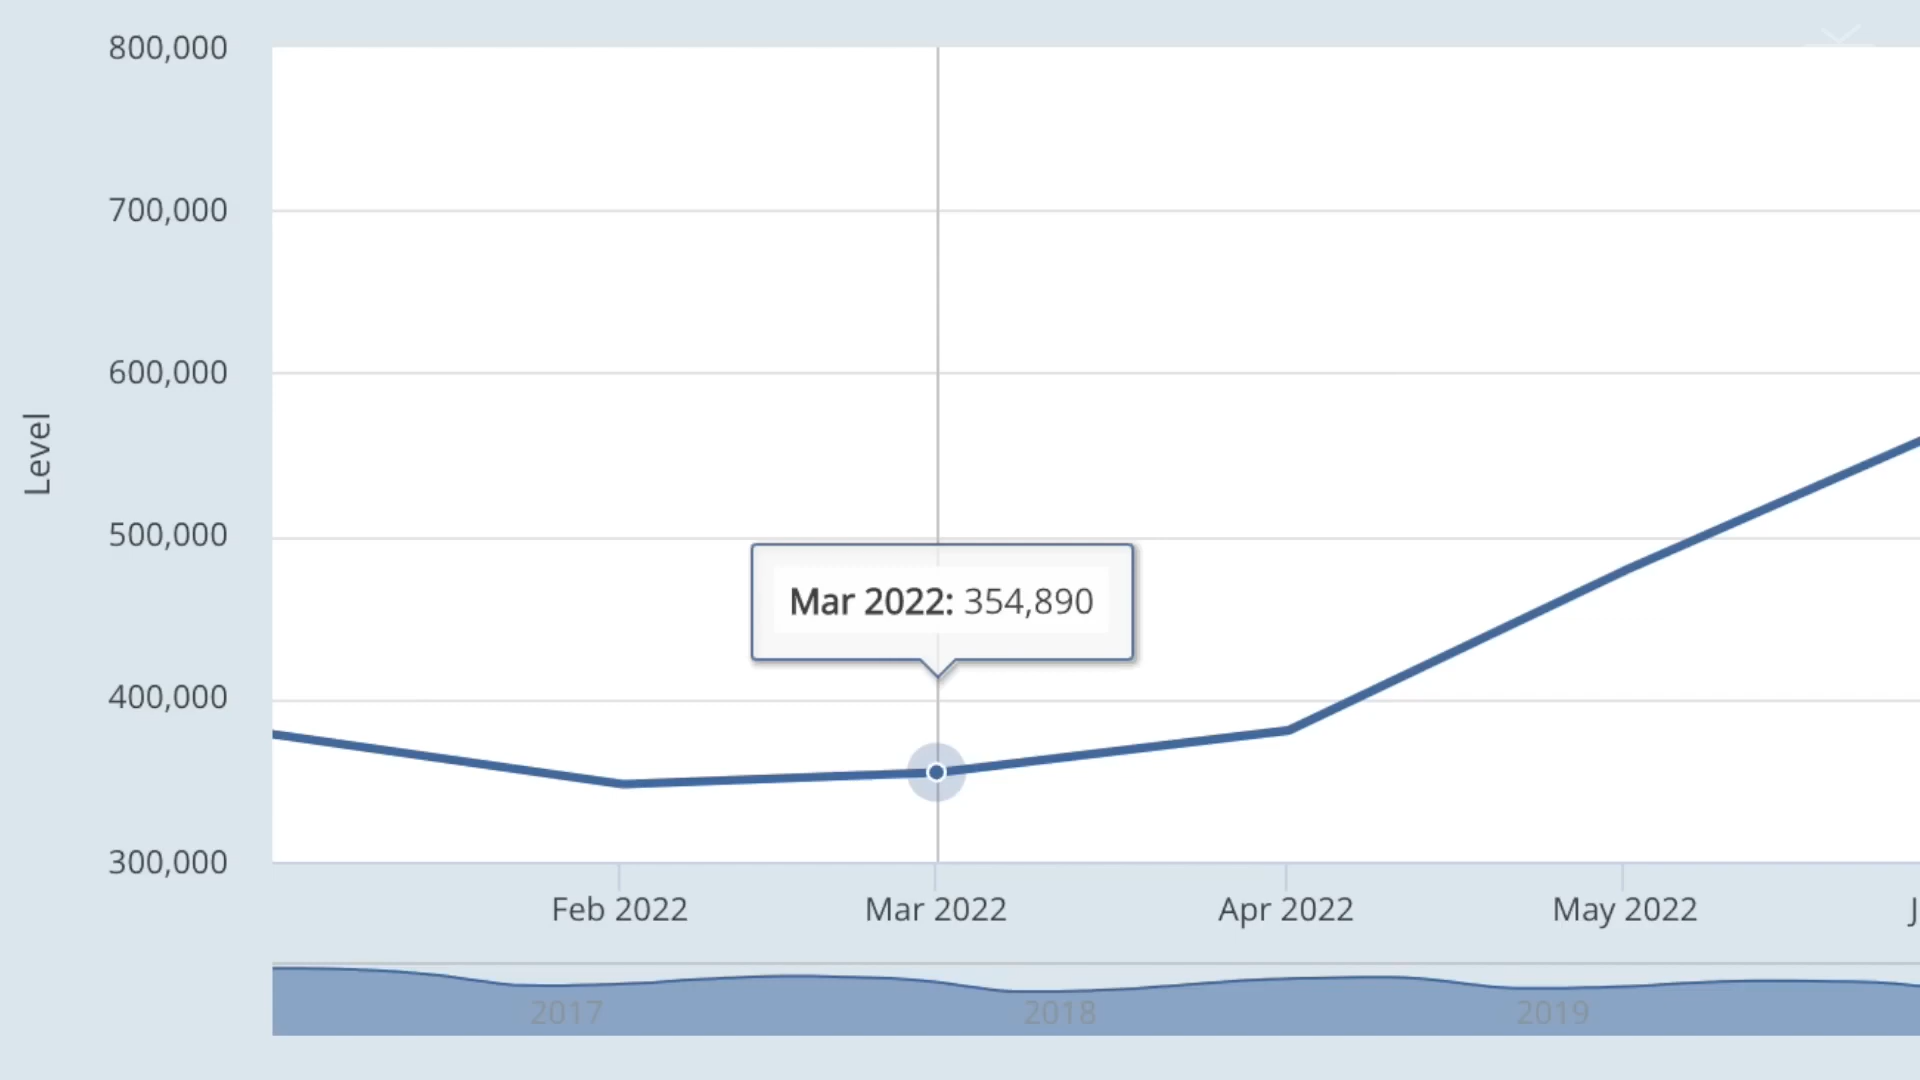 800,000
700,000
600,000
500,000
400,000
300,000
Level
Mar 2022: 354,890
Feb 2022
Mar 2022
Apr 2022
May 2022
2017
2018
2019